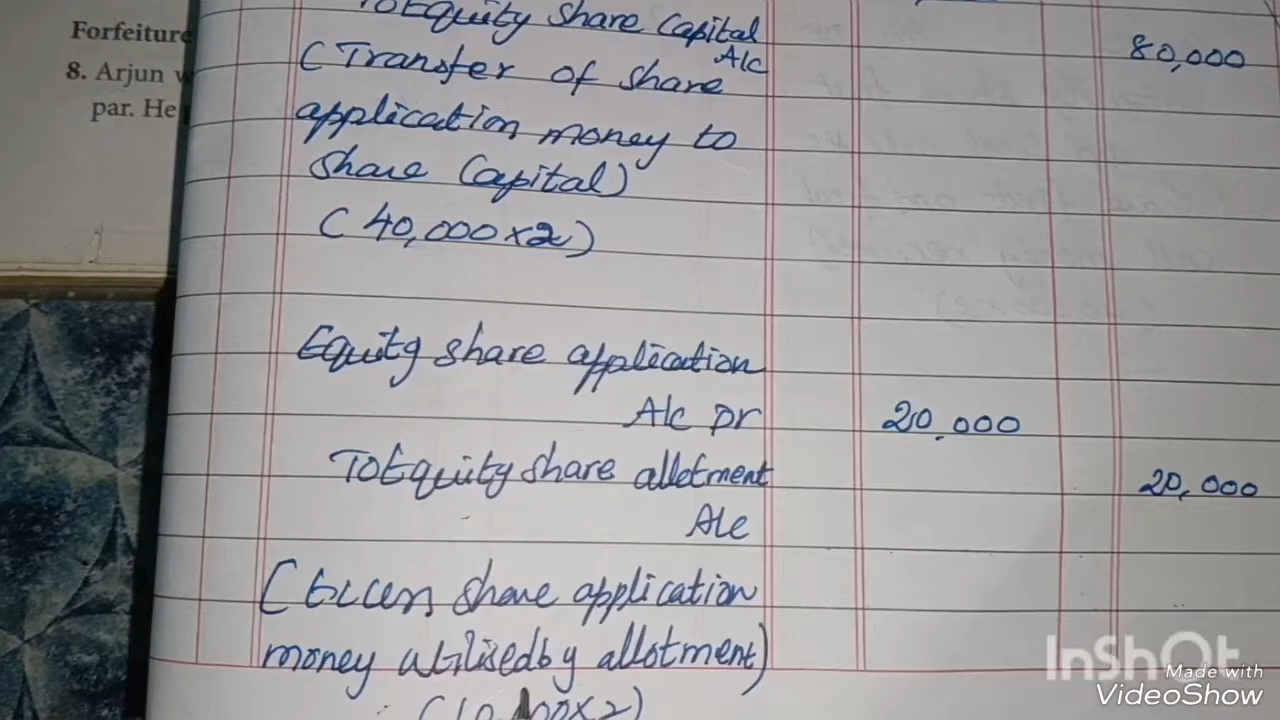 Forfeiture
8. Arjun
par. He
To Equity Share Capital
A/c
80,000
(Transfer of share
application money to
share Capital)
(40,000×2)
Equity share application
A/c Dr
20,000
To Equity share allotment
20,000
A/c
(Excess share application
money utilised by allotment)
InShOt
Made with
VideoShow